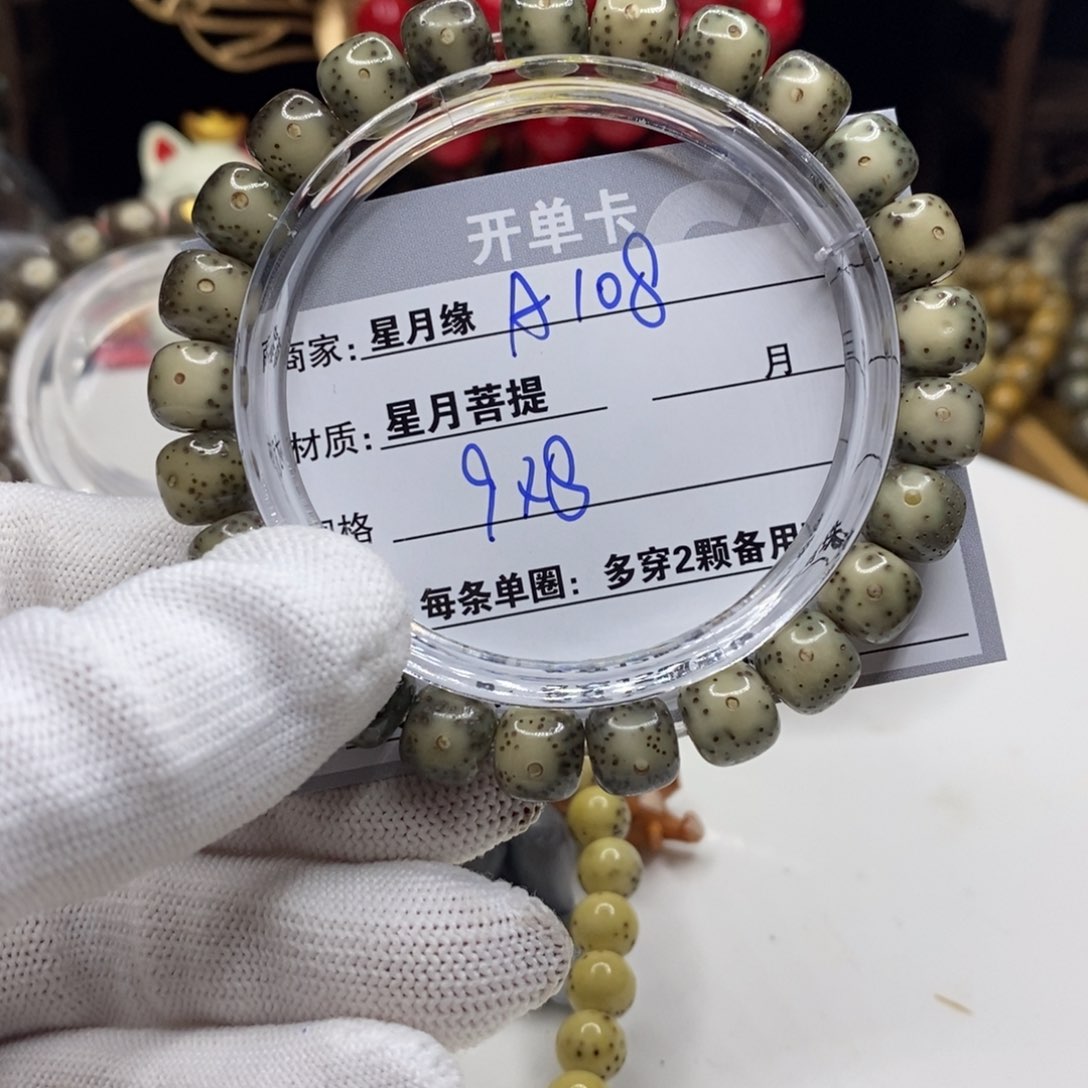 开单卡
商家：星月缘 A108
材质：星月菩提 月
格 9x8
每条单圈：多穿2颗备用